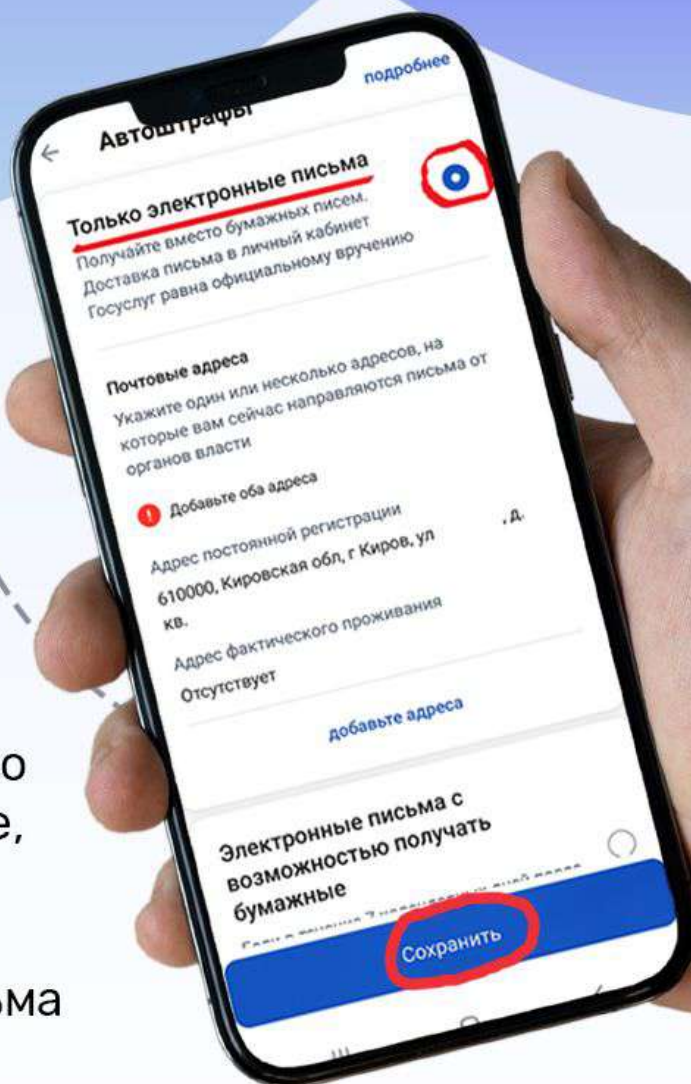 подробнее
Автоштрафы
Только электронные письма
Получайте вместо бумажных писем.
Доставка письма в личный кабинет
Госуслуг равна официальному вручению
Почтовые адреса
Укажите один или несколько адресов, на
которые вам сейчас направляются письма от
органов власти
Добавьте оба адреса
Адрес постоянной регистрации
610000, Кировская обл, г Киров, ул , д.
кв.
Адрес фактического проживания
Отсутствует
добавьте адреса
Электронные письма с
возможностью получать
бумажные
Сохранить